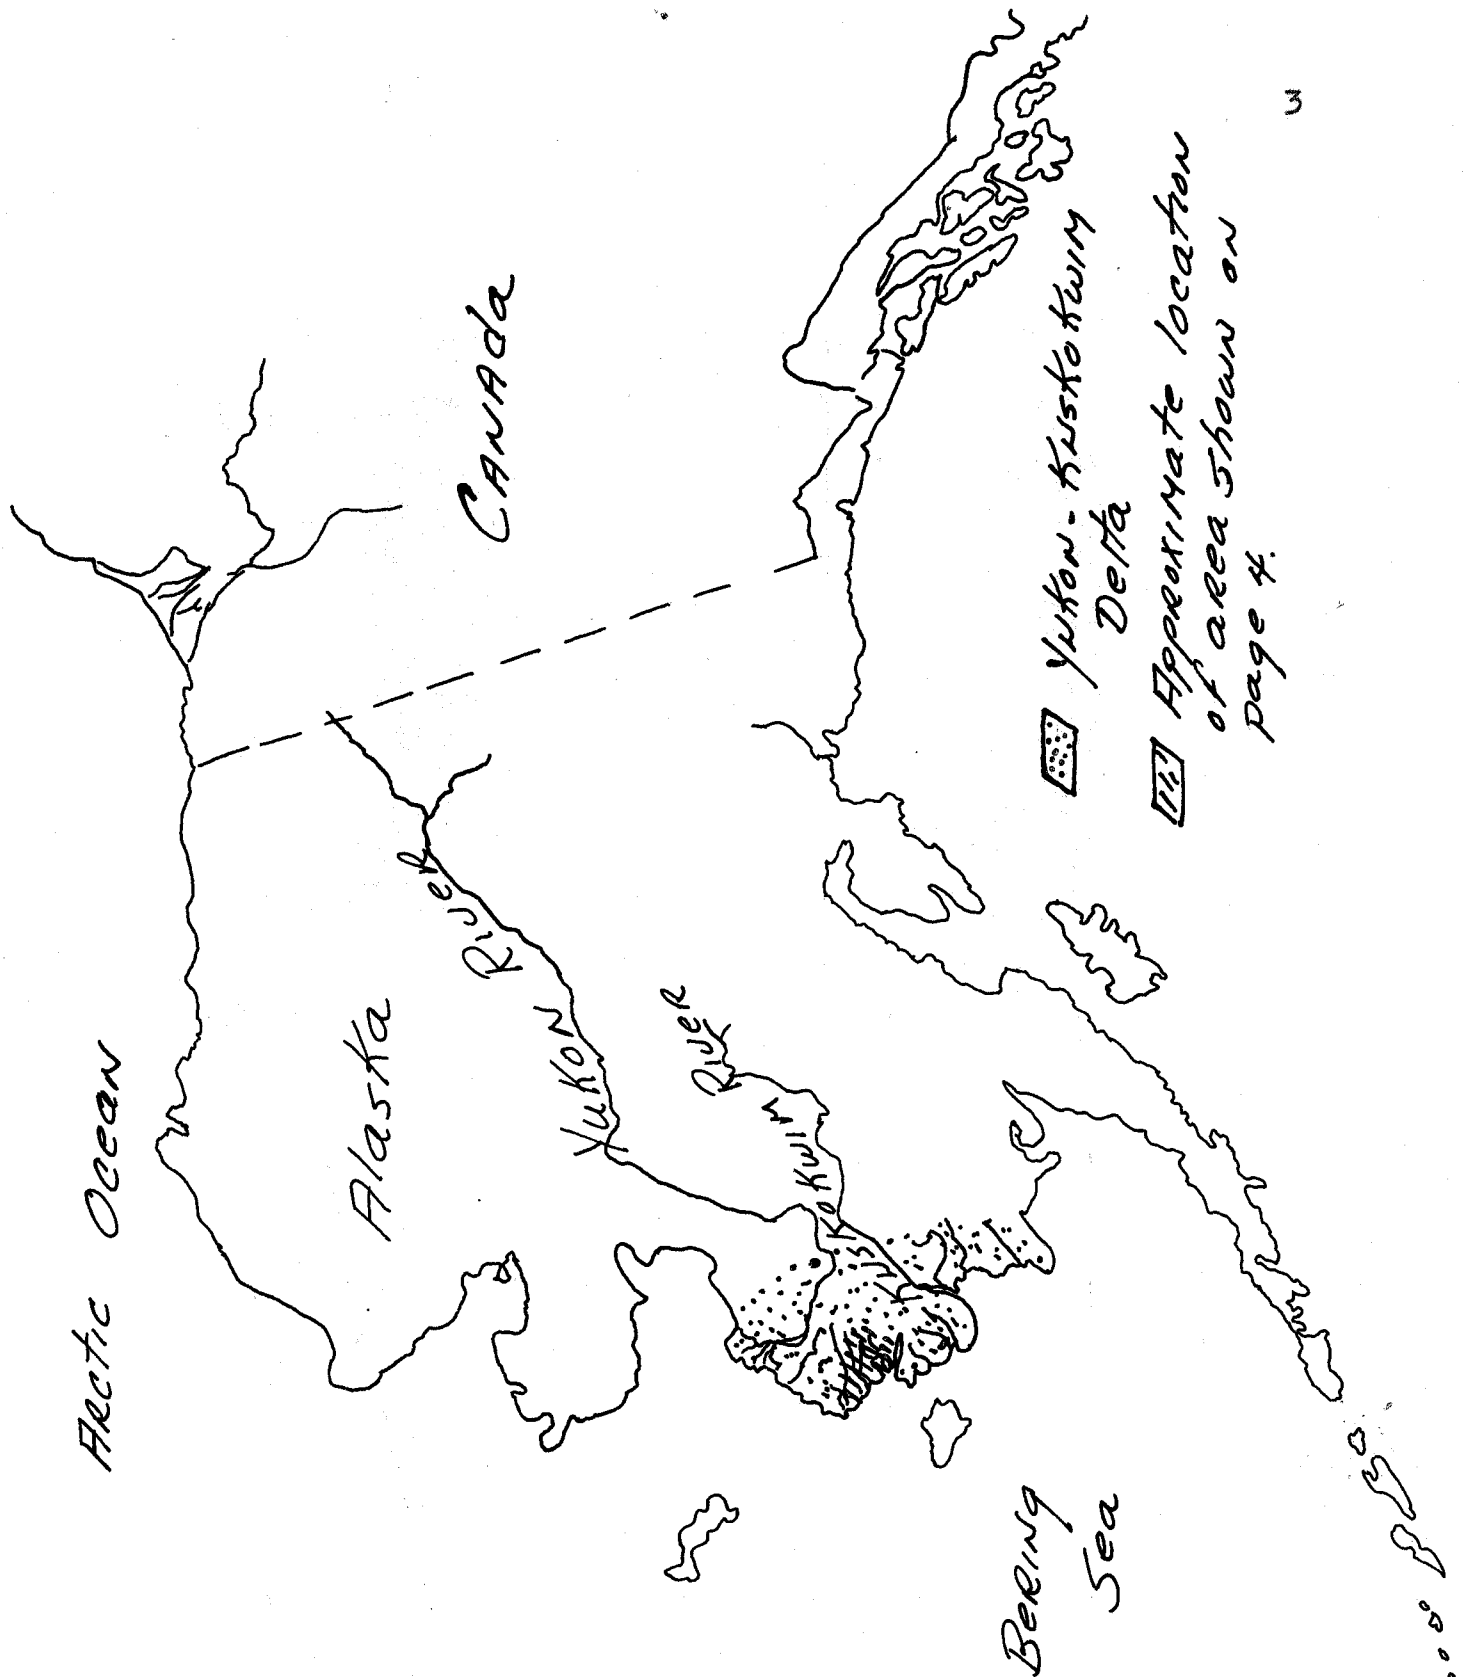 3
Arctic Ocean
Canada
Alaska
Yukon River
Kuskokwim River
Bering
Sea
Yukon-Kuskokwim
Delta
Approximate location
of area shown on
page 4.